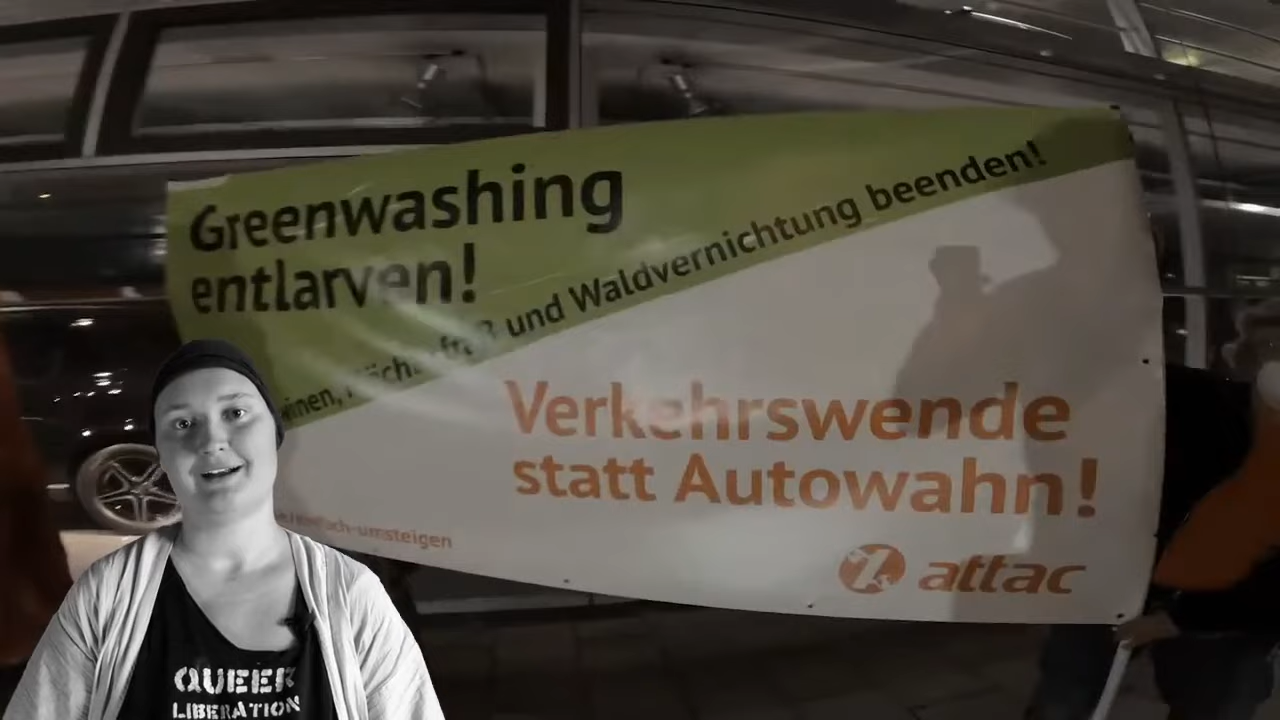 Greenwashing
entlarven!
und Waldvernichtung beenden!
Verkehrswende
statt Autowahn!
attac
QUEER
LIBERATION